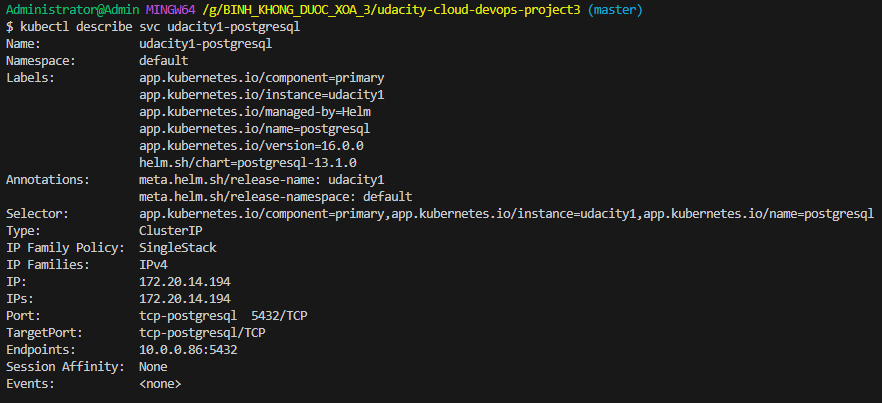 Administrator@Admin MINGW64 /g/BINH_KHONG_DUOC_XOA_3/udacity-cloud-devops-project3 (master)
$ kubectl describe svc udacity1-postgresql
Name:              udacity1-postgresql
Namespace:         default
Labels:            app.kubernetes.io/component=primary
                   app.kubernetes.io/instance=udacity1
                   app.kubernetes.io/managed-by=Helm
                   app.kubernetes.io/name=postgresql
                   app.kubernetes.io/version=16.0.0
                   helm.sh/chart=postgresql-13.1.0
Annotations:       meta.helm.sh/release-name: udacity1
                   meta.helm.sh/release-namespace: default
Selector:          app.kubernetes.io/component=primary,app.kubernetes.io/instance=udacity1,app.kubernetes.io/name=postgresql
Type:              ClusterIP
IP Family Policy:  SingleStack
IP Families:       IPv4
IP:                172.20.14.194
IPs:               172.20.14.194
Port:              tcp-postgresql  5432/TCP
TargetPort:        tcp-postgresql/TCP
Endpoints:         10.0.0.86:5432
Session Affinity:  None
Events:            <none>